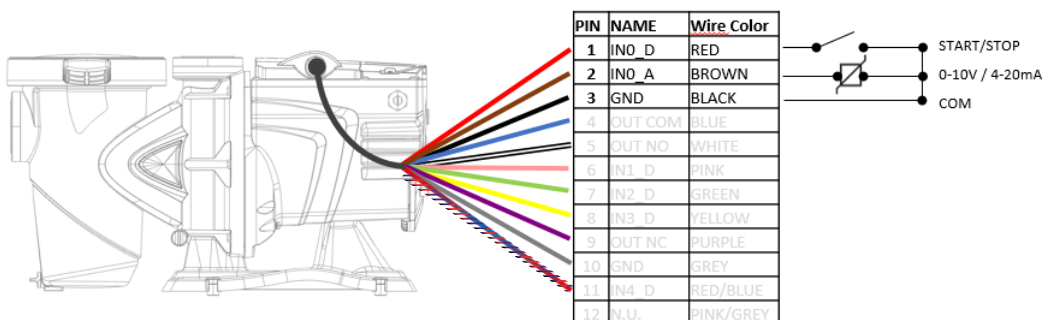 PIN NAME Wire Color
1 IN0_D RED
START/STOP
2 IN0_A BROWN
0-10V / 4-20mA
3 GND BLACK
COM
4 OUT COM BLUE
5 OUT NO WHITE
6 IN1_D PINK
7 IN2_D GREEN
8 IN3_D YELLOW
9 OUT NC PURPLE
10 GND GREY
11 IN4_D RED/BLUE
12 N.U. PINK/GREY